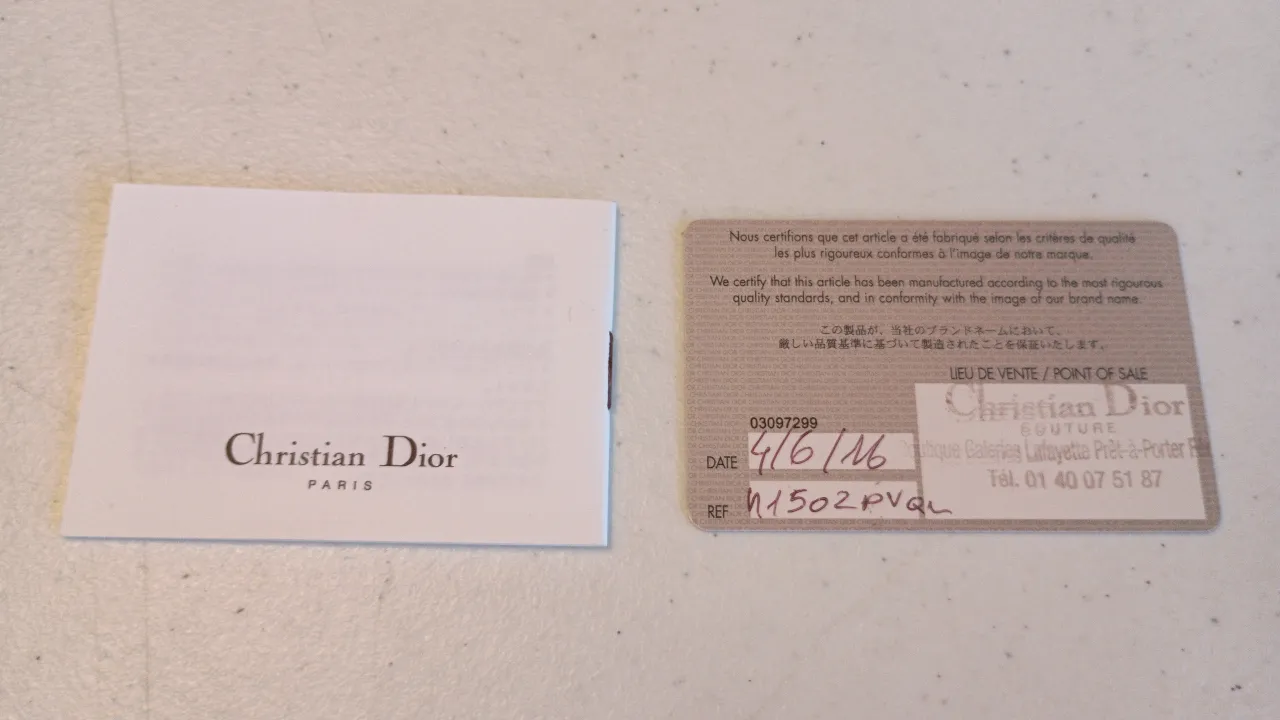 Christian Dior
PARIS
Nous certifions que cet article a été fabriqué selon les critères de qualité
les plus rigoureux conformes à l'image de notre marque.
We certify that this article has been manufactured according to the most rigourous
quality standards, and in conformity with the image of our brand name.
この製品が、当社のブランドネームにおいて、
厳しい品質基準に基づいて製造されたことを保証いたします。
LIEU DE VENTE / POINT OF SALE
Christian Dior
COUTURE
Galeries Lafayette Prêt-à-Porter
Tél. 01 40 07 51 87
03097299
DATE 4/6/16
REF